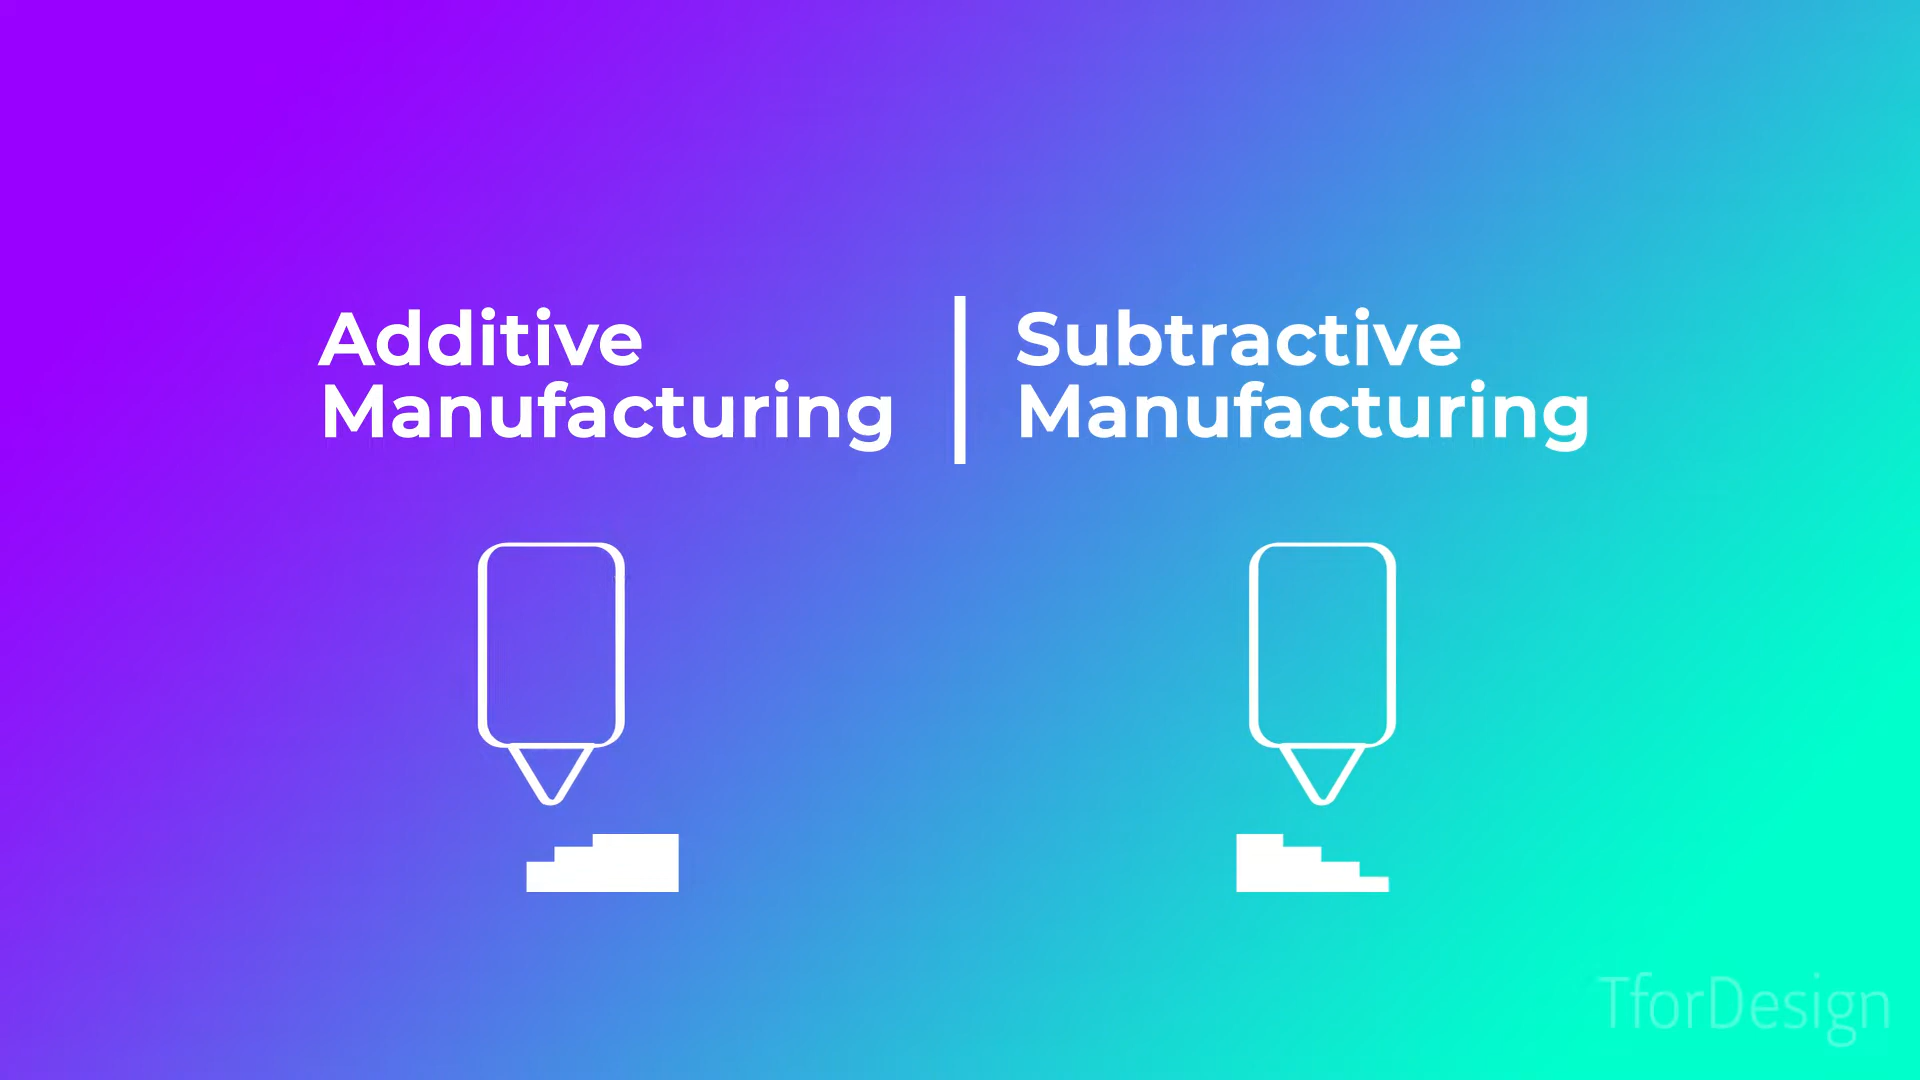 Additive
Manufacturing
Subtractive
Manufacturing
TforDesign